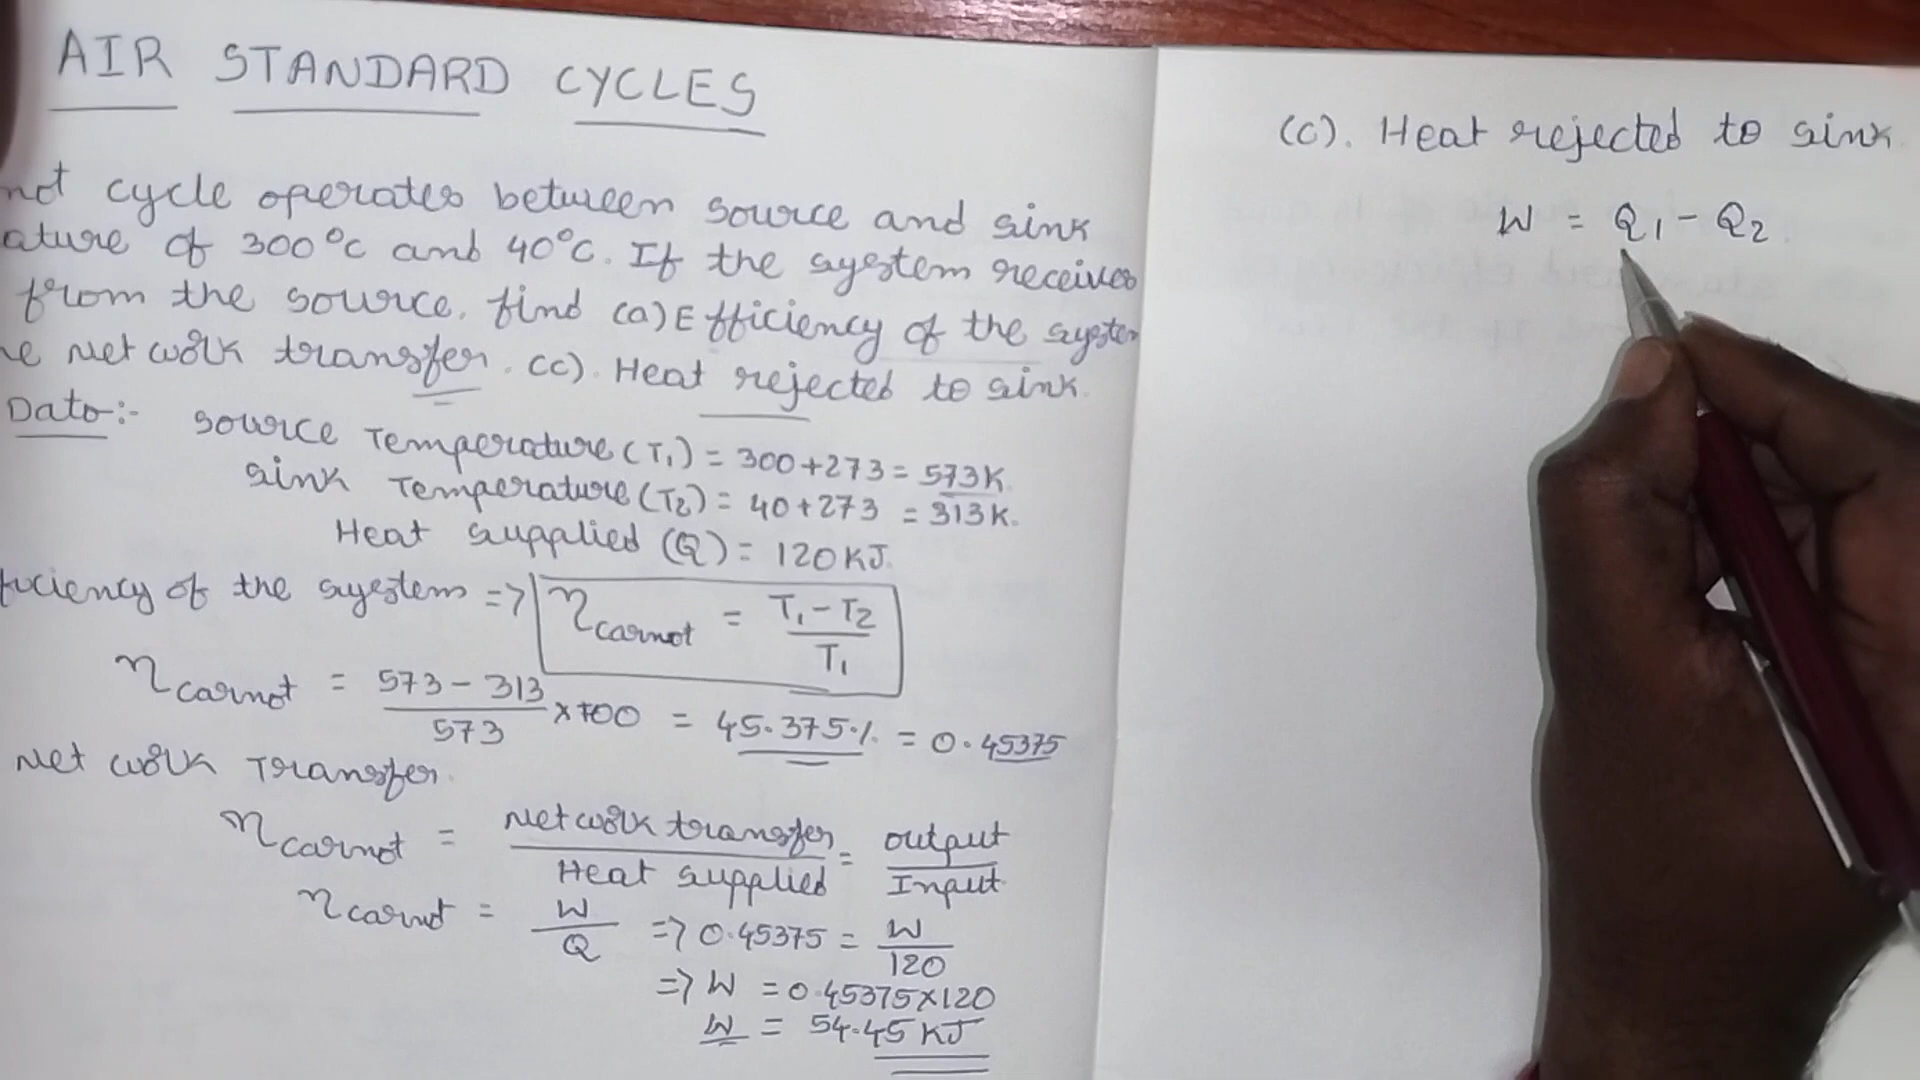 AIR STANDARD CYCLES
not cycle operates between source and sink
ature of 300°C and 40°C. If the system receives
from the source, find (a) Efficiency of the system
e net work transfer. (c). Heat rejected to sink.
Data:- Source Temperature (T1) = 300+273 = 573K.
Sink Temperature (T2) = 40+273 = 313K.
Heat supplied (Q) = 120KJ.
ficiency of the system => ηcarnot = T1-T2 / T1
ηcarnot = 573-313 / 573 × 100 = 45.375% = 0.45375
Net work Transfer.
ηcarnot = Net work transfer / Heat supplied = output / Input
ηcarnot = W / Q => 0.45375 = W / 120
=> W = 0.45375×120
W = 54.45 KJ
(C). Heat rejected to sink
W = Q1 - Q2